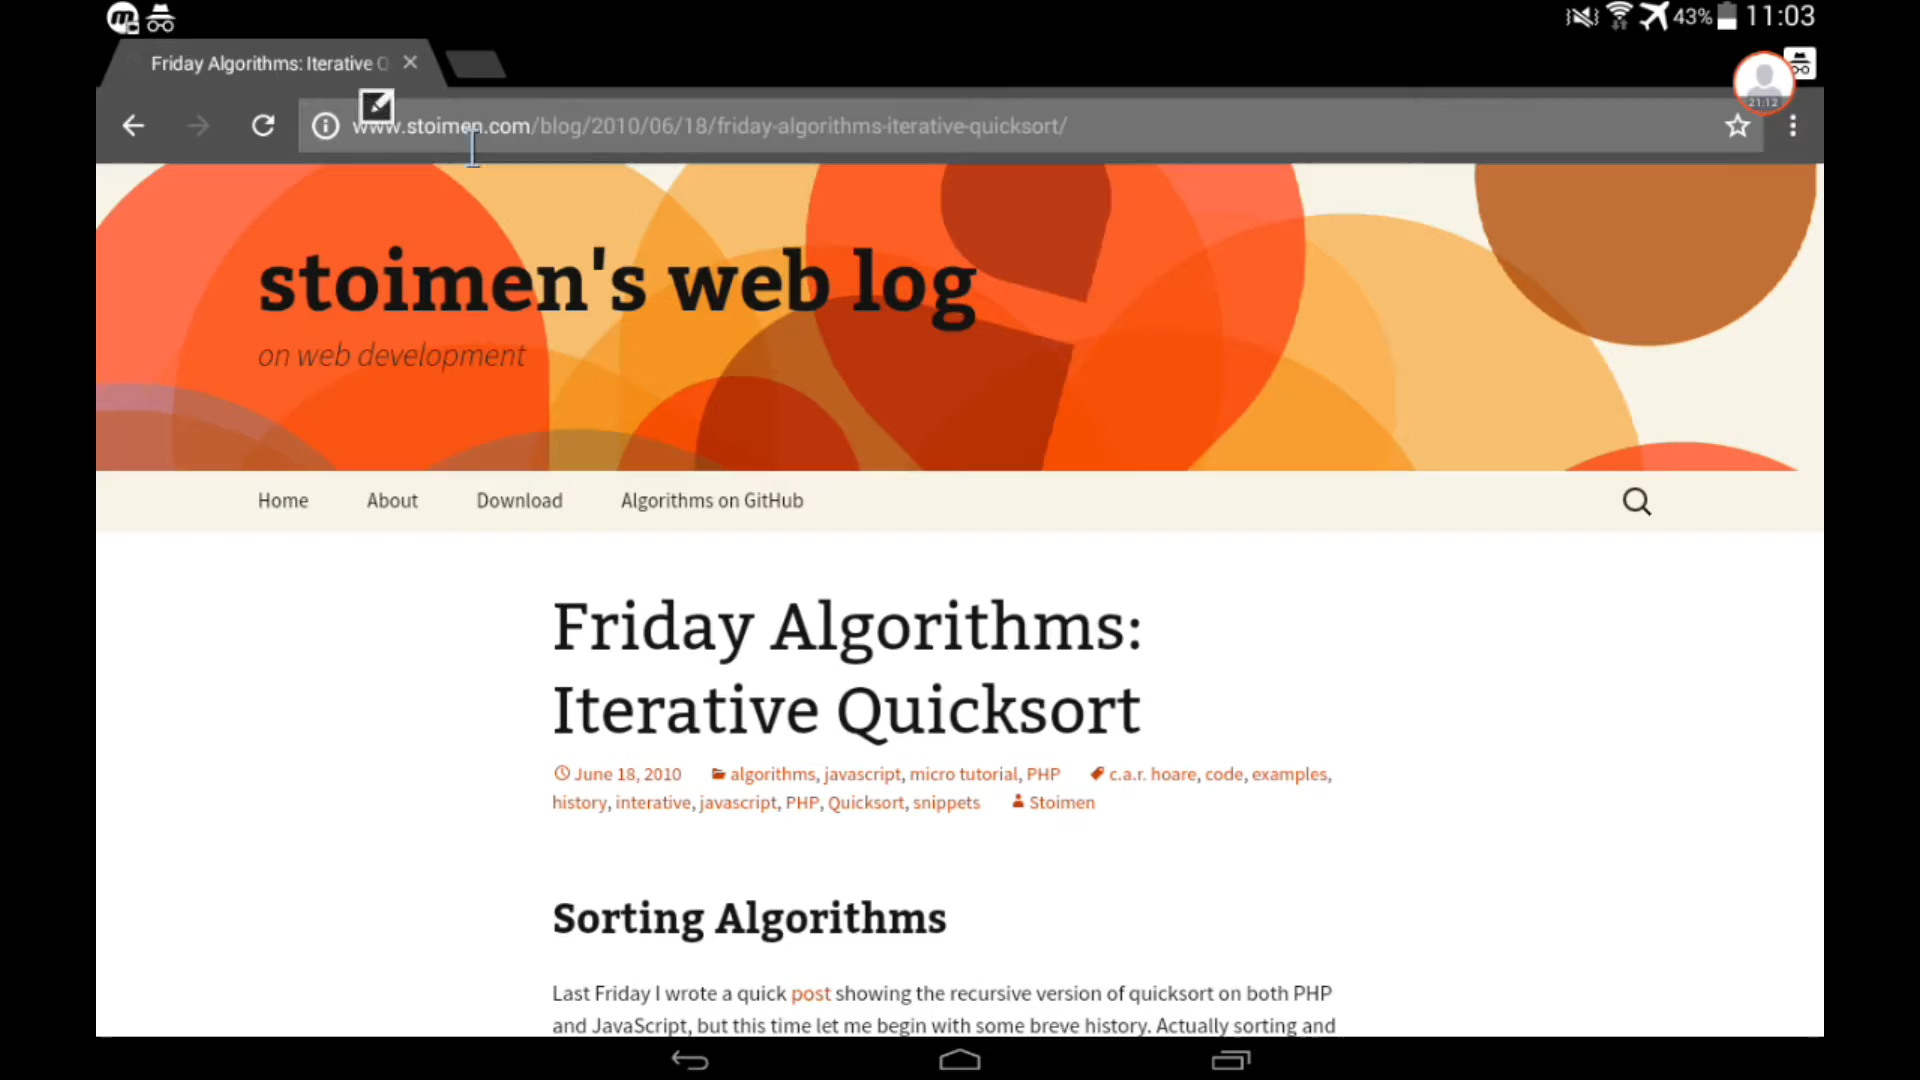 43% 11:03
Friday Algorithms: Iterative Q
21:12
www.stoimen.com/blog/2010/06/18/friday-algorithms-iterative-quicksort/
stoimen's web log
on web development
Home About Download Algorithms on GitHub
Friday Algorithms:
Iterative Quicksort
June 18, 2010 algorithms, javascript, micro tutorial, PHP c.a.r. hoare, code, examples,
history, interative, javascript, PHP, Quicksort, snippets Stoimen
Sorting Algorithms
Last Friday I wrote a quick post showing the recursive version of quicksort on both PHP
and JavaScript, but this time let me begin with some breve history. Actually sorting and